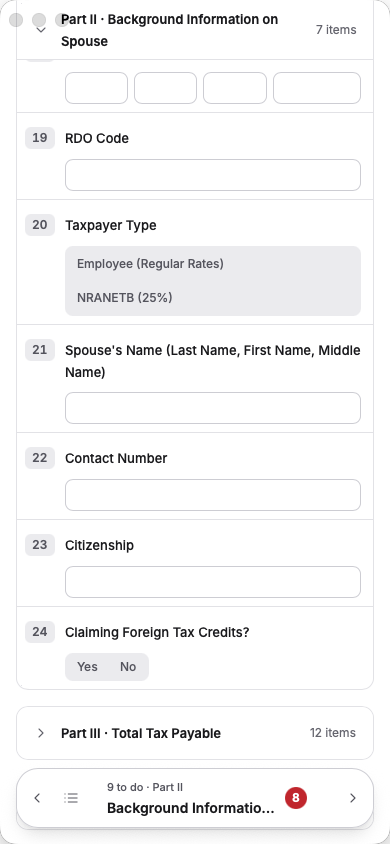 Part II · Background Information on
Spouse
7 items
19
RDO Code
20
Taxpayer Type
Employee (Regular Rates)
NRANETB (25%)
21
Spouse's Name (Last Name, First Name, Middle
Name)
22
Contact Number
23
Citizenship
24
Claiming Foreign Tax Credits?
Yes No
Part III · Total Tax Payable
12 items
9 to do · Part II
Background Informatio...
8